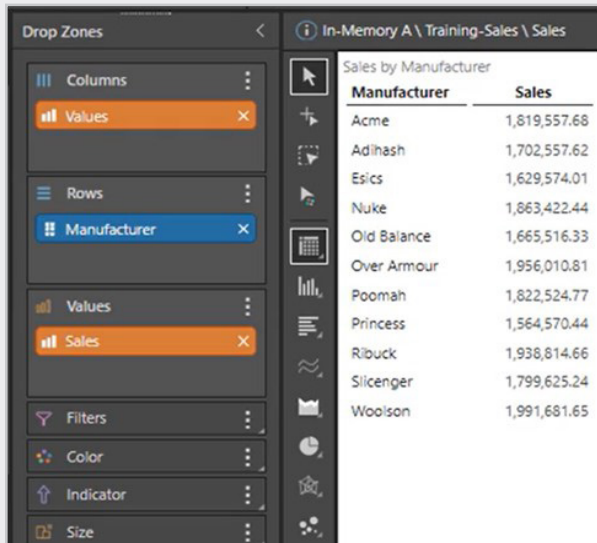 Drop Zones
Columns
Values
Rows
Manufacturer
Values
Sales
Filters
Color
Indicator
Size
In-Memory A \ Training-Sales \ Sales
Sales by Manufacturer
Manufacturer Sales
Acme 1,819,557.68
Adihash 1,702,557.62
Esics 1,629,574.01
Nuke 1,863,422.44
Old Balance 1,665,516.33
Over Armour 1,956,010.81
Poomah 1,822,524.77
Princess 1,564,570.44
Ribuck 1,938,814.66
Slicenger 1,799,625.24
Woolson 1,991,681.65